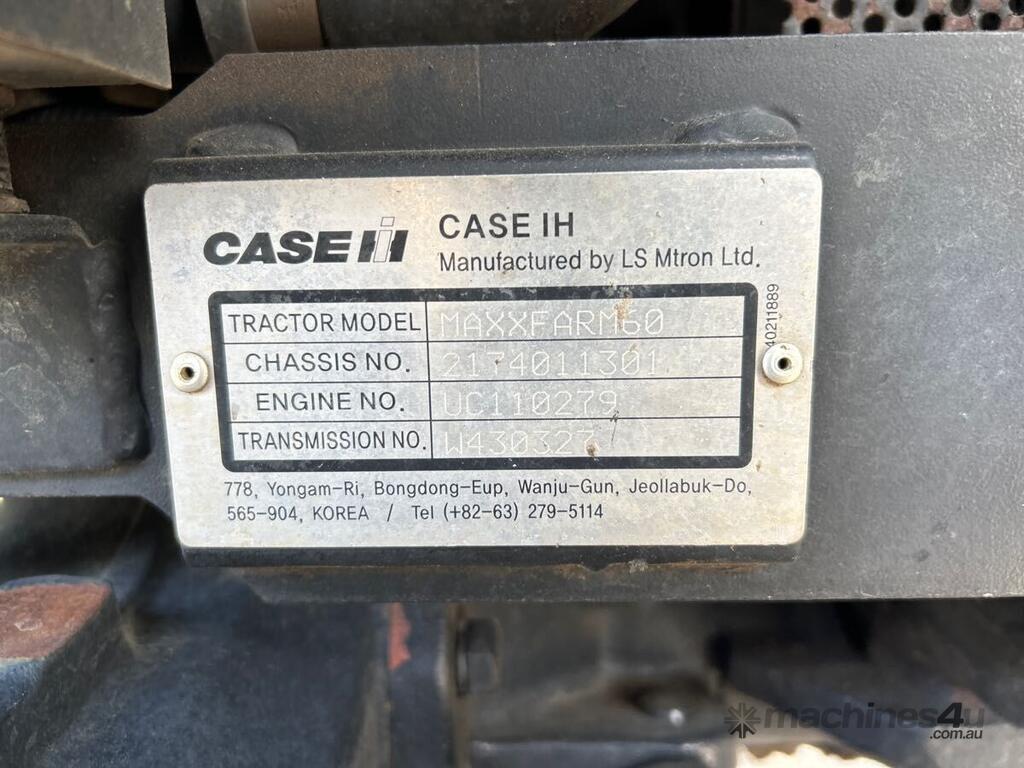 CASE IH CASE IH
Manufactured by LS Mtron Ltd.
TRACTOR MODEL MAXXFARM60
CHASSIS NO. 2174011301
ENGINE NO. UC110279
TRANSMISSION NO. W430327
40211889
778, Yongam-Ri, Bongdong-Eup, Wanju-Gun, Jeollabuk-Do,
565-904, KOREA / Tel (+82-63) 279-5114
machines4u
.com.au